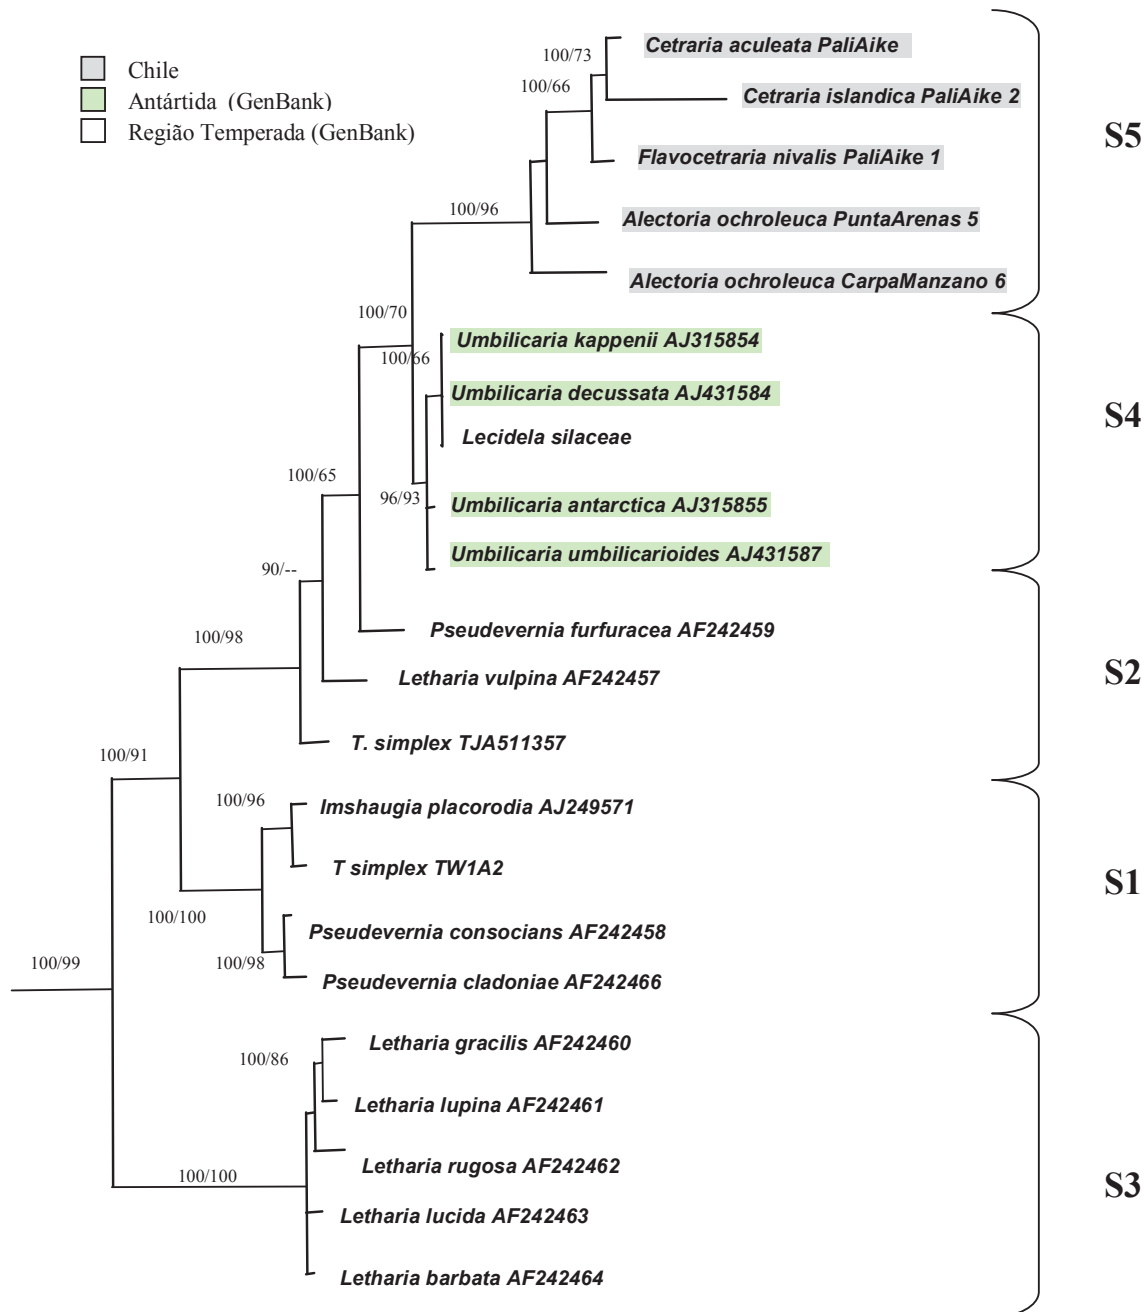 Chile
Antártida (GenBank)
Região Temperada (GenBank)
100/73
Cetraria aculeata PaliAike
100/66
Cetraria islandica PaliAike 2
S5
Flavocetraria nivalis PaliAike 1
100/96
Alectoria ochroleuca PuntaArenas 5
Alectoria ochroleuca CarpaManzano 6
100/70
Umbilicaria kappenii AJ315854
100/66
Umbilicaria decussata AJ431584
S4
Lecidela silaceae
100/65
96/93
Umbilicaria antarctica AJ315855
Umbilicaria umbilicarioides AJ431587
90/--
Pseudevernia furfuracea AF242459
100/98
Letharia vulpina AF242457
S2
T. simplex TJA511357
100/91
100/96
Imshaugia placorodia AJ249571
T simplex TW1A2
S1
100/100
Pseudevernia consocians AF242458
100/99
100/98
Pseudevernia cladoniae AF242466
Letharia gracilis AF242460
100/86
Letharia lupina AF242461
Letharia rugosa AF242462
100/100
S3
Letharia lucida AF242463
Letharia barbata AF242464